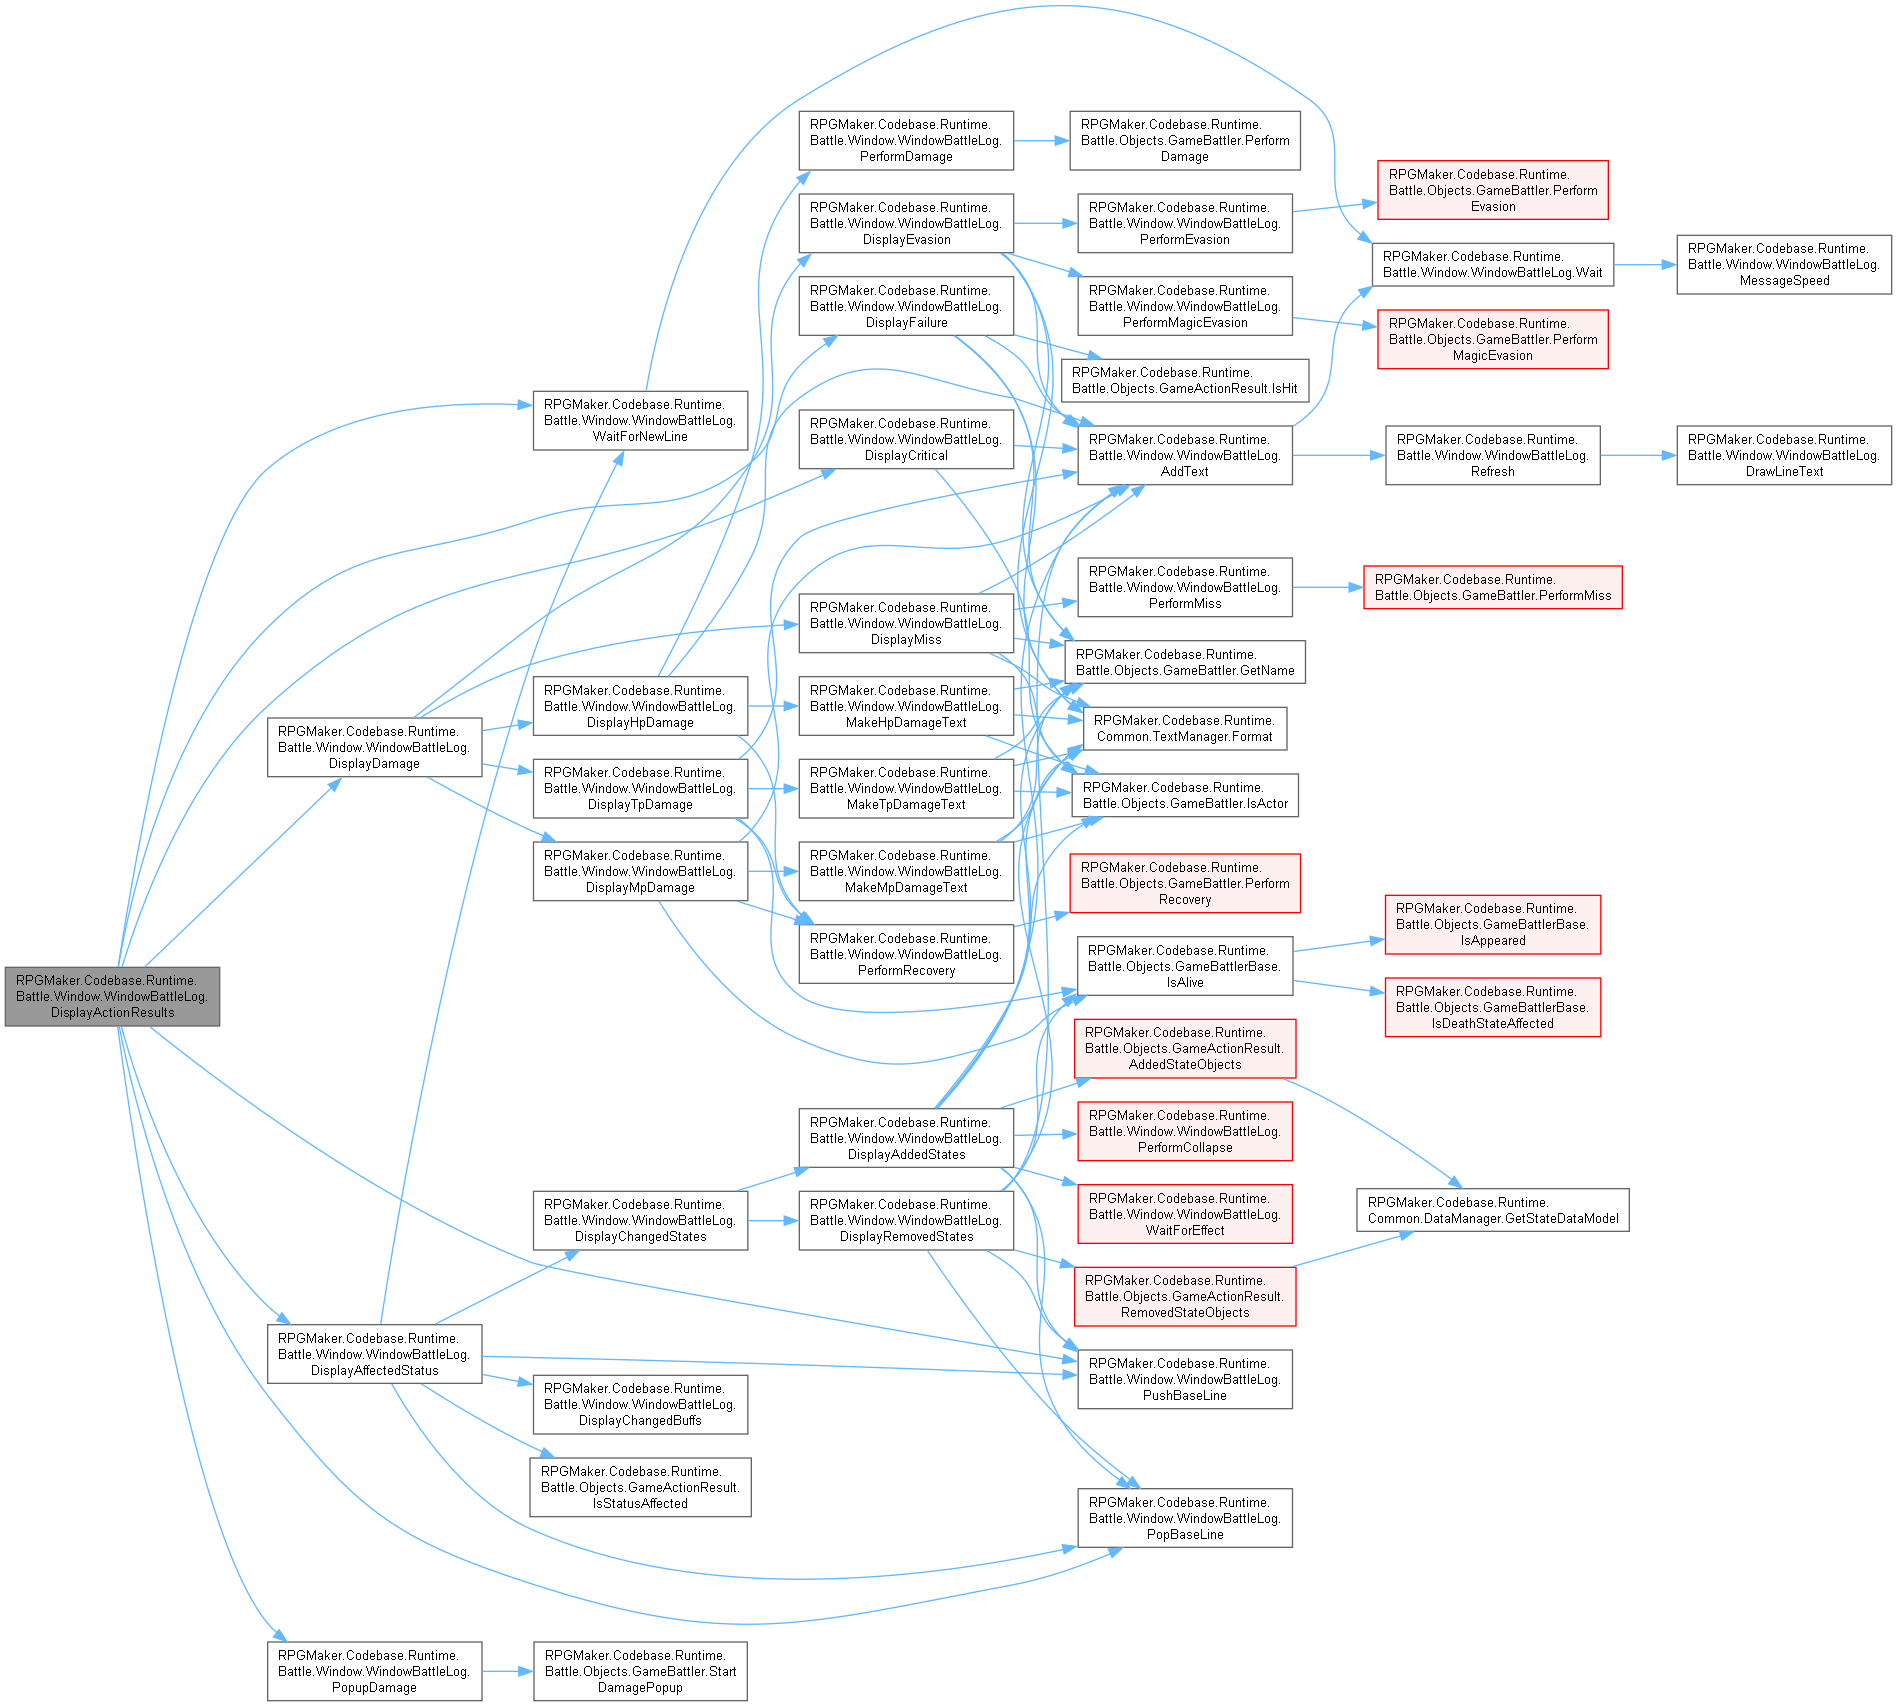 RPGMaker.Codebase.Runtime.
Battle.Window.WindowBattleLog.
DisplayActionResults
RPGMaker.Codebase.Runtime.
Battle.Window.WindowBattleLog.
DisplayDamage
RPGMaker.Codebase.Runtime.
Battle.Window.WindowBattleLog.
DisplayAffectedStatus
RPGMaker.Codebase.Runtime.
Battle.Window.WindowBattleLog.
PopupDamage
RPGMaker.Codebase.Runtime.
Battle.Window.WindowBattleLog.
WaitForNewLine
RPGMaker.Codebase.Runtime.
Battle.Window.WindowBattleLog.
DisplayHpDamage
RPGMaker.Codebase.Runtime.
Battle.Window.WindowBattleLog.
DisplayTpDamage
RPGMaker.Codebase.Runtime.
Battle.Window.WindowBattleLog.
DisplayMpDamage
RPGMaker.Codebase.Runtime.
Battle.Window.WindowBattleLog.
DisplayChangedStates
RPGMaker.Codebase.Runtime.
Battle.Window.WindowBattleLog.
DisplayChangedBuffs
RPGMaker.Codebase.Runtime.
Battle.Objects.GameActionResult.
IsStatusAffected
RPGMaker.Codebase.Runtime.
Battle.Objects.GameBattler.Start
DamagePopup
RPGMaker.Codebase.Runtime.
Battle.Window.WindowBattleLog.
PerformDamage
RPGMaker.Codebase.Runtime.
Battle.Window.WindowBattleLog.
DisplayEvasion
RPGMaker.Codebase.Runtime.
Battle.Window.WindowBattleLog.
DisplayFailure
RPGMaker.Codebase.Runtime.
Battle.Window.WindowBattleLog.
DisplayCritical
RPGMaker.Codebase.Runtime.
Battle.Window.WindowBattleLog.
DisplayMiss
RPGMaker.Codebase.Runtime.
Battle.Window.WindowBattleLog.
MakeHpDamageText
RPGMaker.Codebase.Runtime.
Battle.Window.WindowBattleLog.
MakeTpDamageText
RPGMaker.Codebase.Runtime.
Battle.Window.WindowBattleLog.
MakeMpDamageText
RPGMaker.Codebase.Runtime.
Battle.Window.WindowBattleLog.
PerformRecovery
RPGMaker.Codebase.Runtime.
Battle.Window.WindowBattleLog.
DisplayAddedStates
RPGMaker.Codebase.Runtime.
Battle.Window.WindowBattleLog.
DisplayRemovedStates
RPGMaker.Codebase.Runtime.
Battle.Objects.GameBattler.Perform
Damage
RPGMaker.Codebase.Runtime.
Battle.Window.WindowBattleLog.
PerformEvasion
RPGMaker.Codebase.Runtime.
Battle.Window.WindowBattleLog.
PerformMagicEvasion
RPGMaker.Codebase.Runtime.
Battle.Objects.GameActionResult.IsHit
RPGMaker.Codebase.Runtime.
Battle.Window.WindowBattleLog.
AddText
RPGMaker.Codebase.Runtime.
Battle.Window.WindowBattleLog.
PerformMiss
RPGMaker.Codebase.Runtime.
Battle.Objects.GameBattler.GetName
RPGMaker.Codebase.Runtime.
Common.TextManager.Format
RPGMaker.Codebase.Runtime.
Battle.Objects.GameBattler.IsActor
RPGMaker.Codebase.Runtime.
Battle.Objects.GameBattler.Perform
Recovery
RPGMaker.Codebase.Runtime.
Battle.Objects.GameBattlerBase.
IsAlive
RPGMaker.Codebase.Runtime.
Battle.Objects.GameActionResult.
AddedStateObjects
RPGMaker.Codebase.Runtime.
Battle.Window.WindowBattleLog.
PerformCollapse
RPGMaker.Codebase.Runtime.
Battle.Window.WindowBattleLog.
WaitForEffect
RPGMaker.Codebase.Runtime.
Battle.Objects.GameActionResult.
RemovedStateObjects
RPGMaker.Codebase.Runtime.
Battle.Window.WindowBattleLog.
PushBaseLine
RPGMaker.Codebase.Runtime.
Battle.Window.WindowBattleLog.
PopBaseLine
RPGMaker.Codebase.Runtime.
Battle.Objects.GameBattler.Perform
Evasion
RPGMaker.Codebase.Runtime.
Battle.Window.WindowBattleLog.Wait
RPGMaker.Codebase.Runtime.
Battle.Objects.GameBattler.Perform
MagicEvasion
RPGMaker.Codebase.Runtime.
Battle.Window.WindowBattleLog.
Refresh
RPGMaker.Codebase.Runtime.
Battle.Objects.GameBattler.PerformMiss
RPGMaker.Codebase.Runtime.
Battle.Objects.GameBattlerBase.
IsAppeared
RPGMaker.Codebase.Runtime.
Battle.Objects.GameBattlerBase.
IsDeathStateAffected
RPGMaker.Codebase.Runtime.
Common.DataManager.GetStateDataModel
RPGMaker.Codebase.Runtime.
Battle.Window.WindowBattleLog.
MessageSpeed
RPGMaker.Codebase.Runtime.
Battle.Window.WindowBattleLog.
DrawLineText